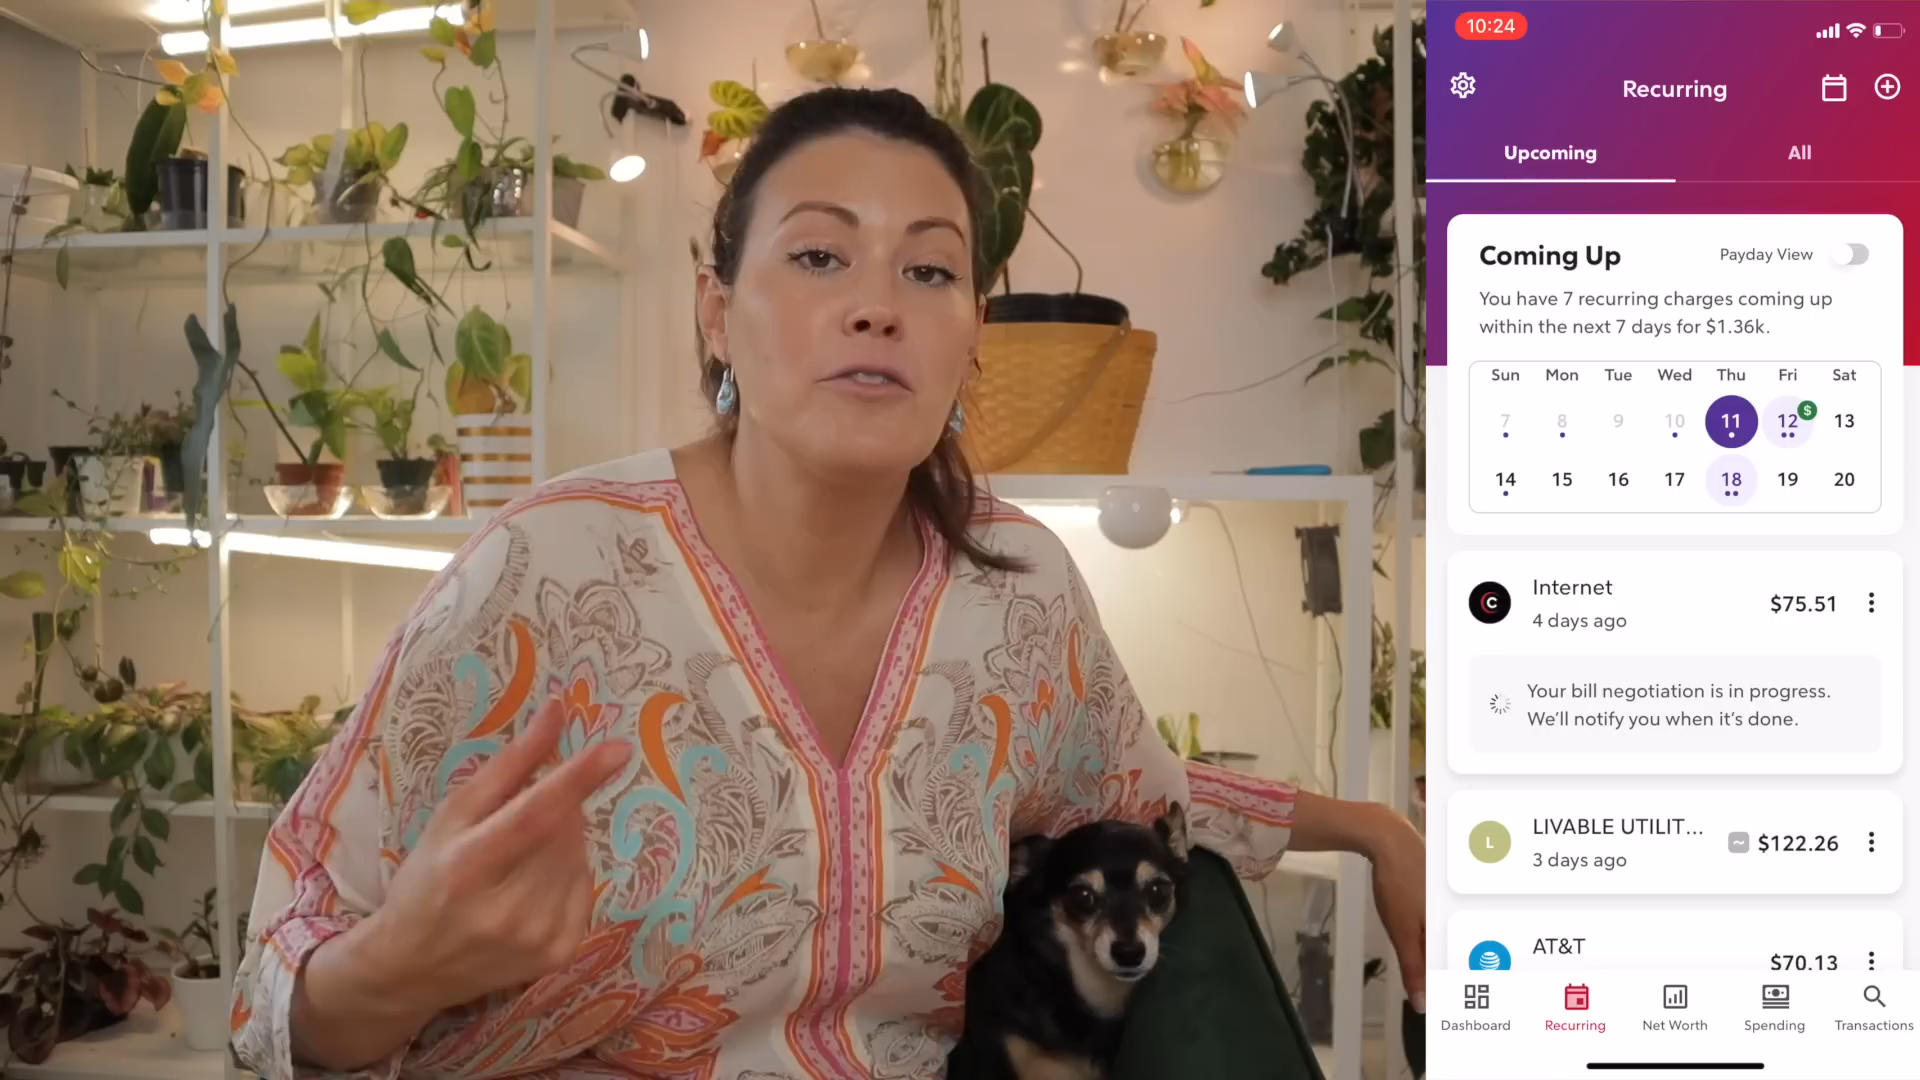 10:24
Recurring
Upcoming All
Coming Up Payday View
You have 7 recurring charges coming up
within the next 7 days for $1.36k.
Sun Mon Tue Wed Thu Fri Sat
7 8 9 10 11 12 $ 13
14 15 16 17 18 19 20
C
Internet
$75.51
4 days ago
Your bill negotiation is in progress.
We'll notify you when it's done.
L
LIVABLE UTILIT...
~ $122.26
3 days ago
AT&T
$70.13
Dashboard Recurring Net Worth Spending Transactions